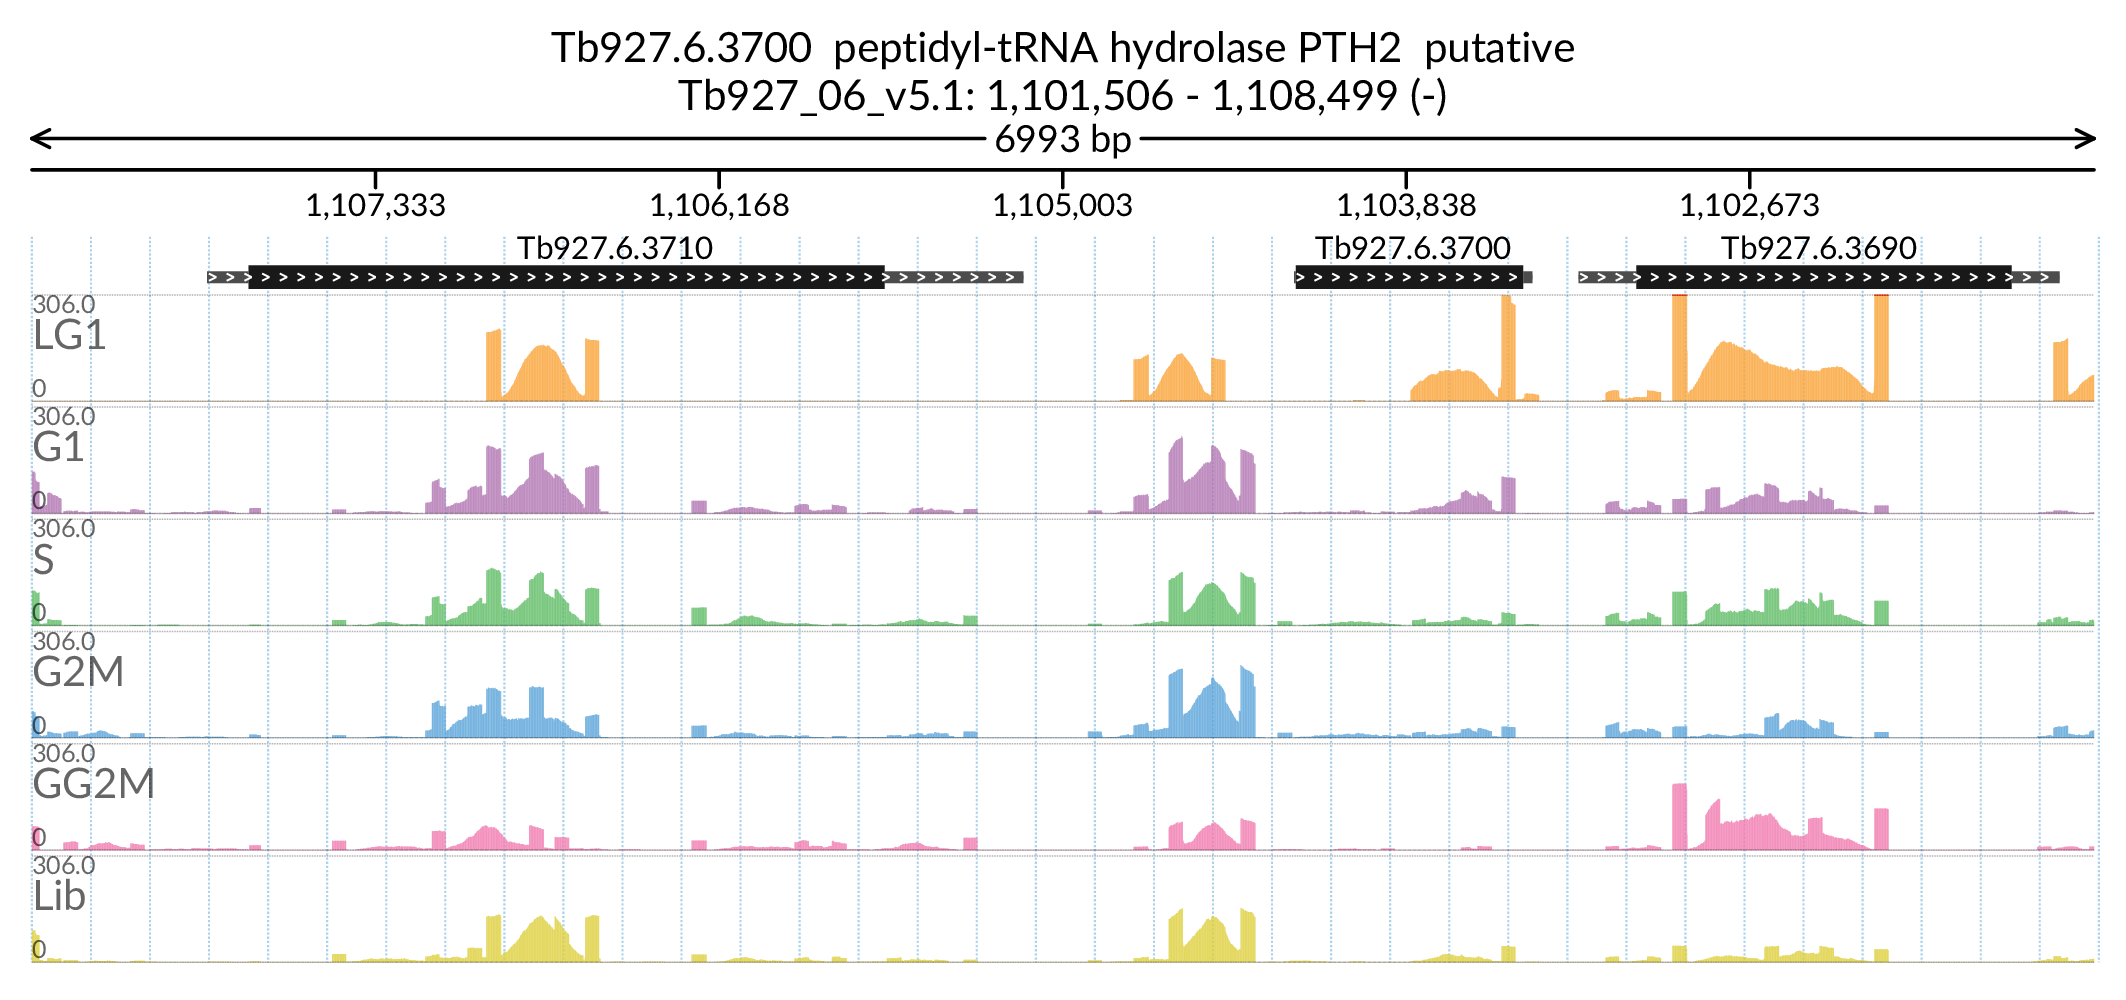 Tb927.6.3700  peptidyl-tRNA hydrolase PTH2  putative
Tb927_06_v5.1: 1,101,506 - 1,108,499 (-)
6993 bp
1,107,333 1,106,168 1,105,003 1,103,838 1,102,673
Tb927.6.3710 Tb927.6.3700 Tb927.6.3690
306.0
LG1
0
306.0
G1
0
306.0
S
0
306.0
G2M
0
306.0
GG2M
0
306.0
Lib
0